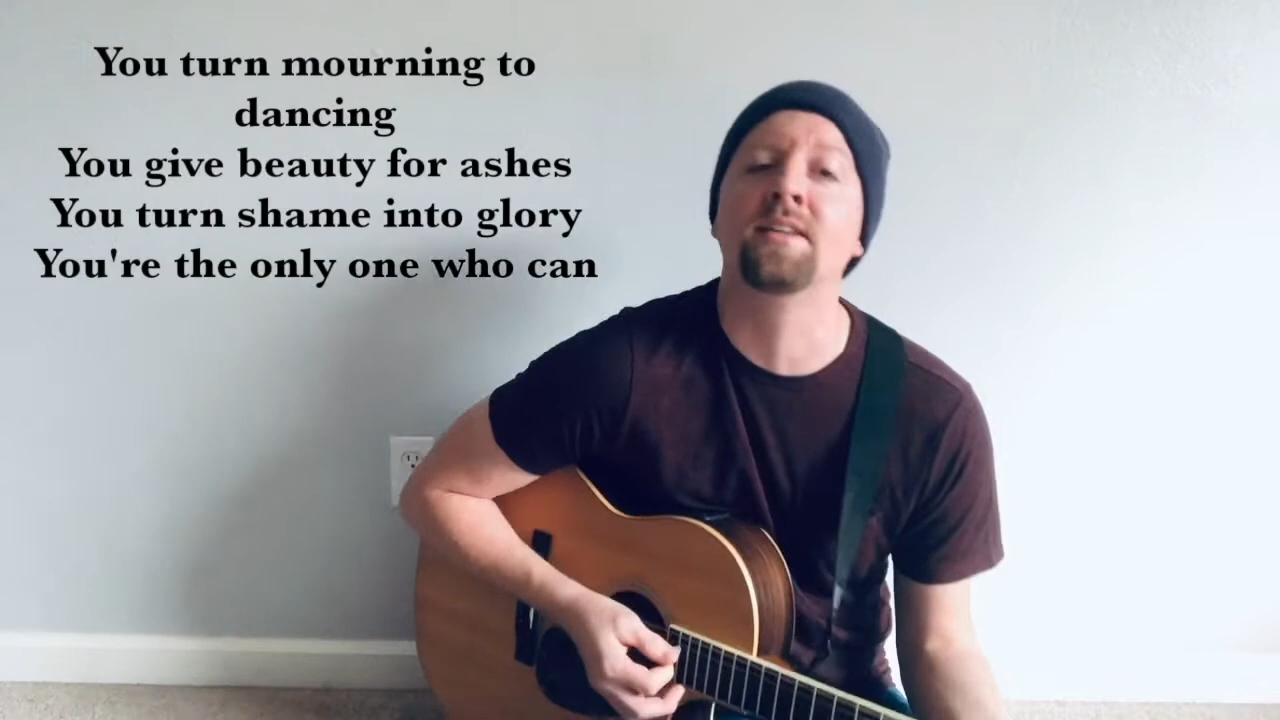 You turn mourning to
dancing
You give beauty for ashes
You turn shame into glory
You're the only one who can